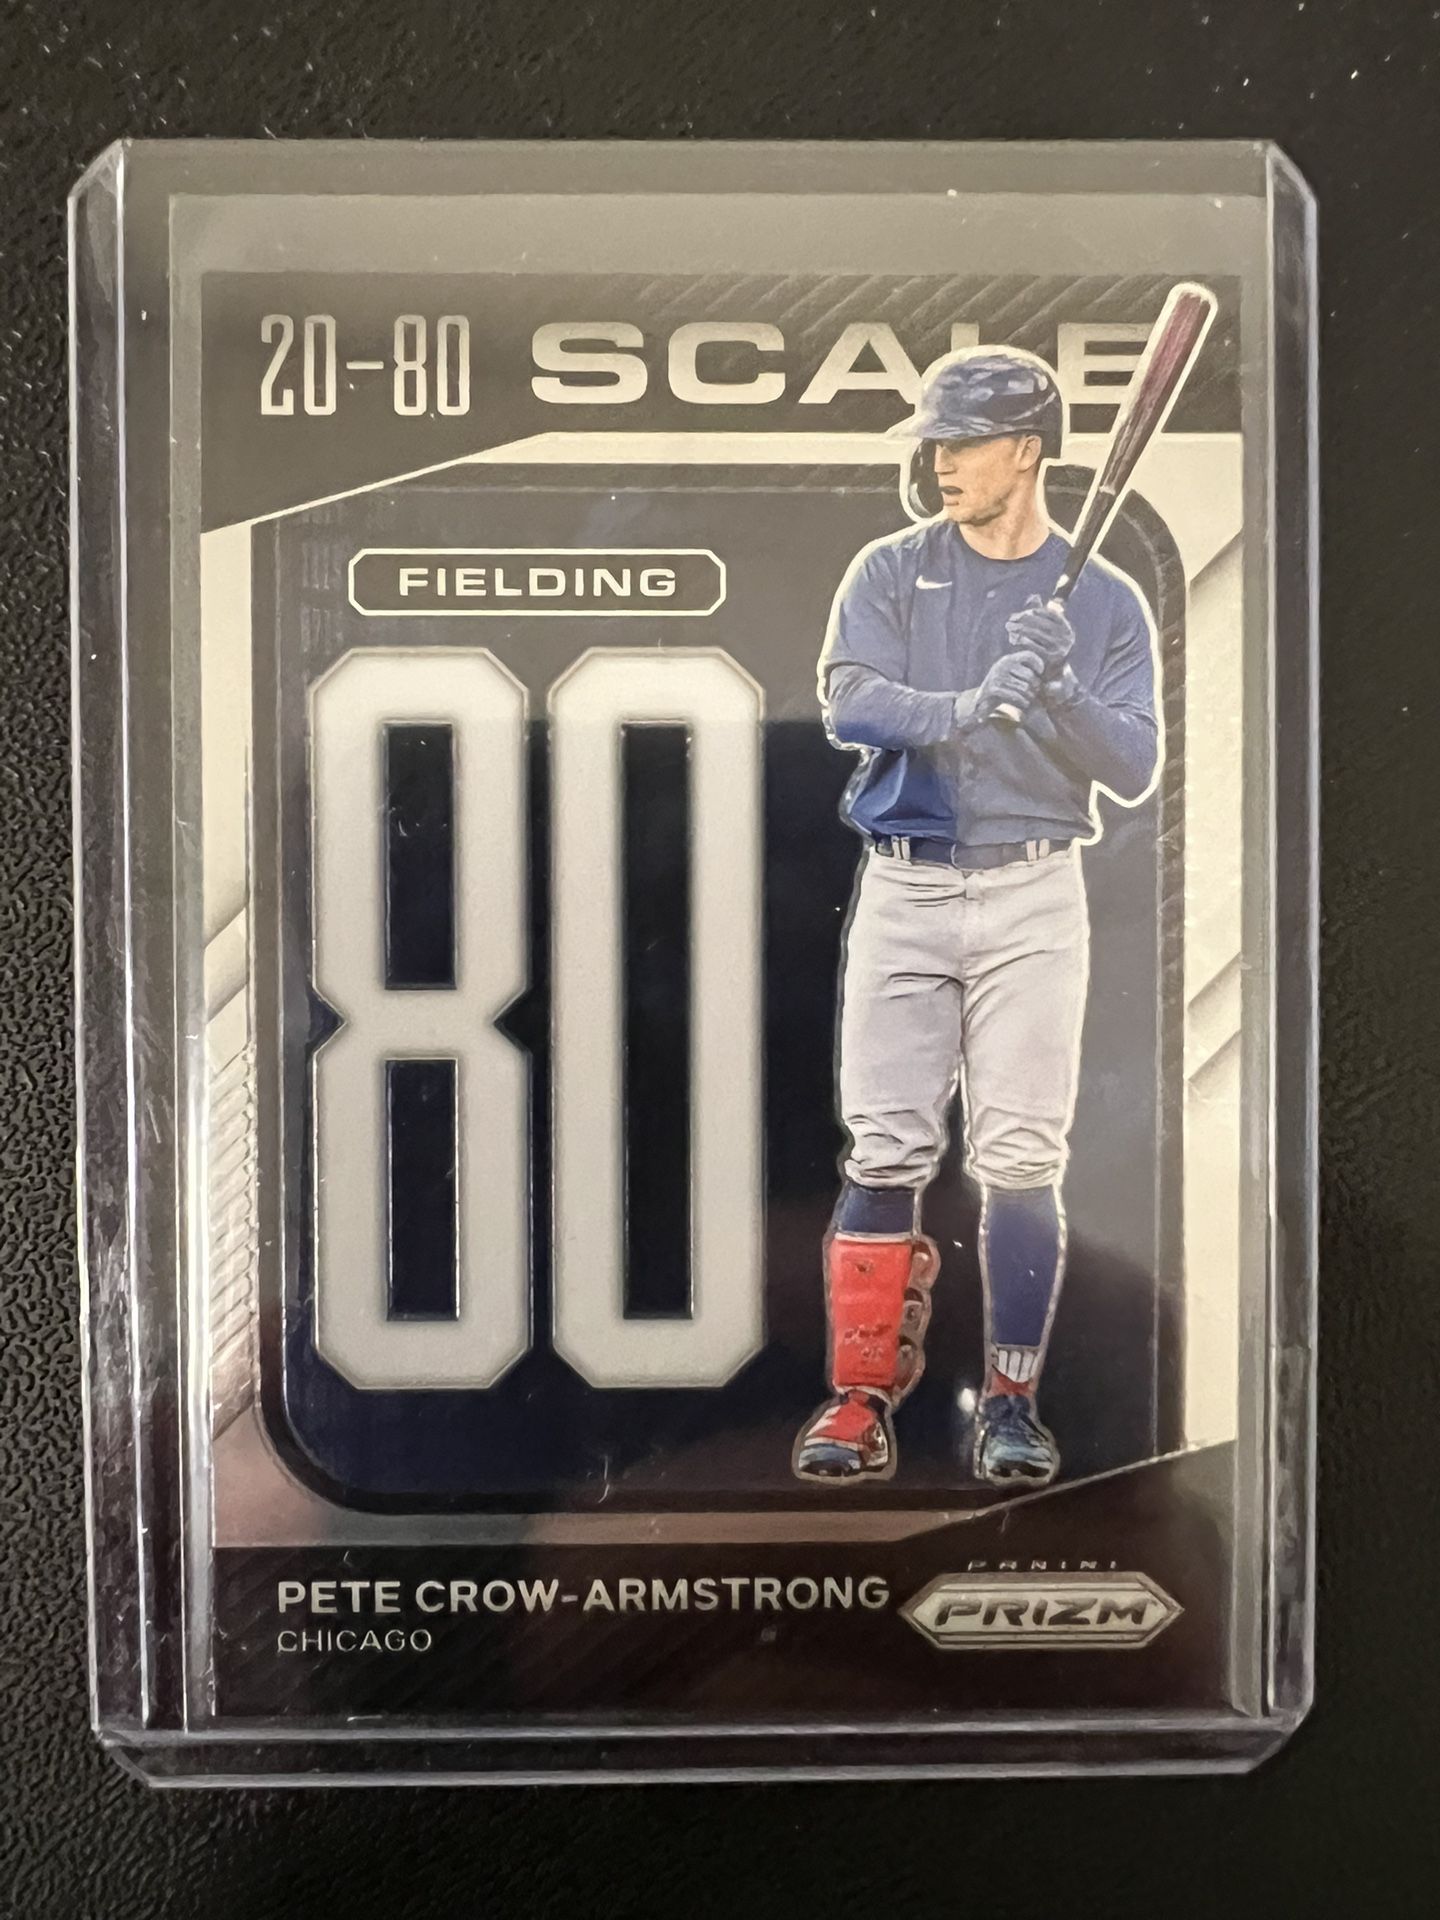 20-80 SCALE
FIELDING
80
PETE CROW-ARMSTRONG
CHICAGO
PANINI
PRIZM